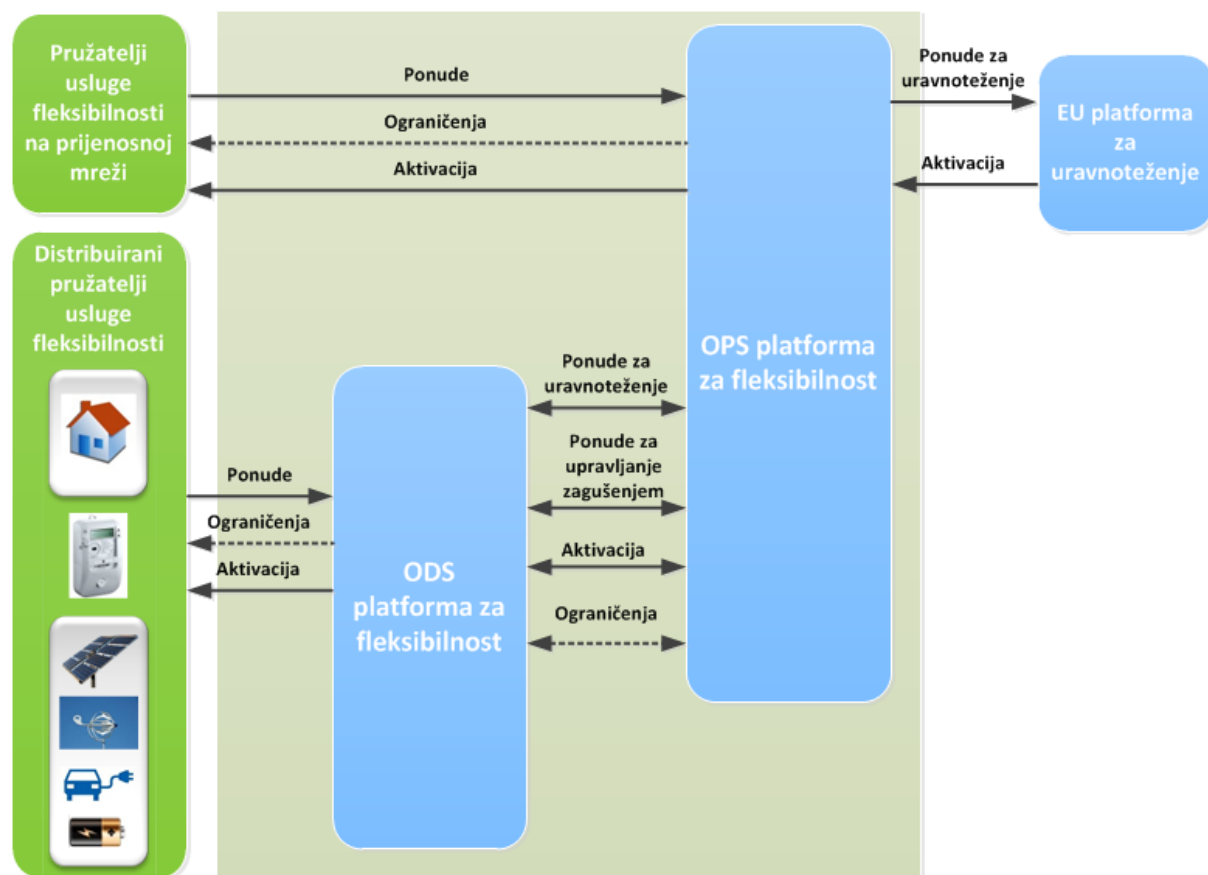 Pružatelji
usluge
fleksibilnosti
na prijenosnoj
mreži
Ponude
Ograničenja
Aktivacija
Ponude za
uravnoteženje
Aktivacija
EU platforma
za
uravnoteženje
Distribuirani
pružatelji
usluge
fleksibilnosti
Ponude
Ograničenja
Aktivacija
ODS
platforma za
fleksibilnost
Ponude za
uravnoteženje
Ponude za
upravljanje
zagušenjem
Aktivacija
Ograničenja
OPS platforma
za fleksibilnost